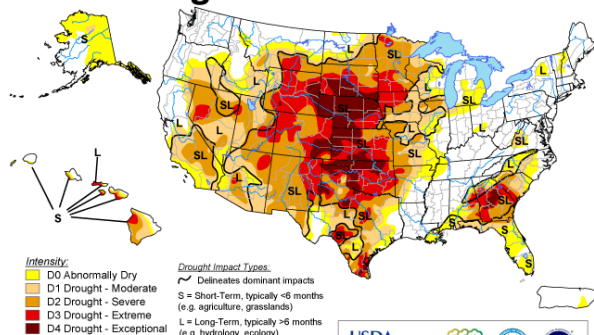 S
L
S
L
SL
L
SL
L
SL
L
L
SL
SL
L
SL
SL
L
L
SL
SL
L
SL
L
L
SL
SL
L
SL
S
S
S
Intensity:
D0 Abnormally Dry
D1 Drought - Moderate
D2 Drought - Severe
D3 Drought - Extreme
D4 Drought - Exceptional
Drought Impact Types:
Delineates dominant impacts
S = Short-Term, typically <6 months
(e.g. agriculture, grasslands)
L = Long-Term, typically >6 months
(e.g. hydrology, ecology)
USDA